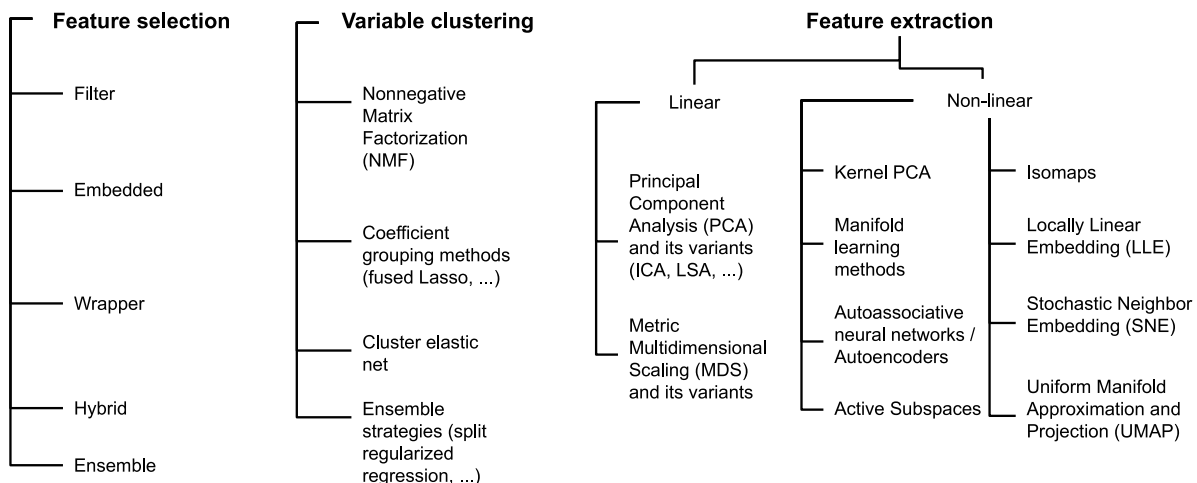 Feature selection
Filter
Embedded
Wrapper
Hybrid
Ensemble
Variable clustering
Nonnegative
Matrix
Factorization
(NMF)
Coefficient
grouping methods
(fused Lasso, ...)
Cluster elastic
net
Ensemble
strategies (split
regularized
regression, ...)
Feature extraction
Linear
Principal
Component
Analysis (PCA)
and its variants
(ICA, LSA, ...)
Metric
Multidimensional
Scaling (MDS)
and its variants
Non-linear
Kernel PCA
Manifold
learning
methods
Autoassociative
neural networks /
Autoencoders
Active Subspaces
Isomaps
Locally Linear
Embedding (LLE)
Stochastic Neighbor
Embedding (SNE)
Uniform Manifold
Approximation and
Projection (UMAP)